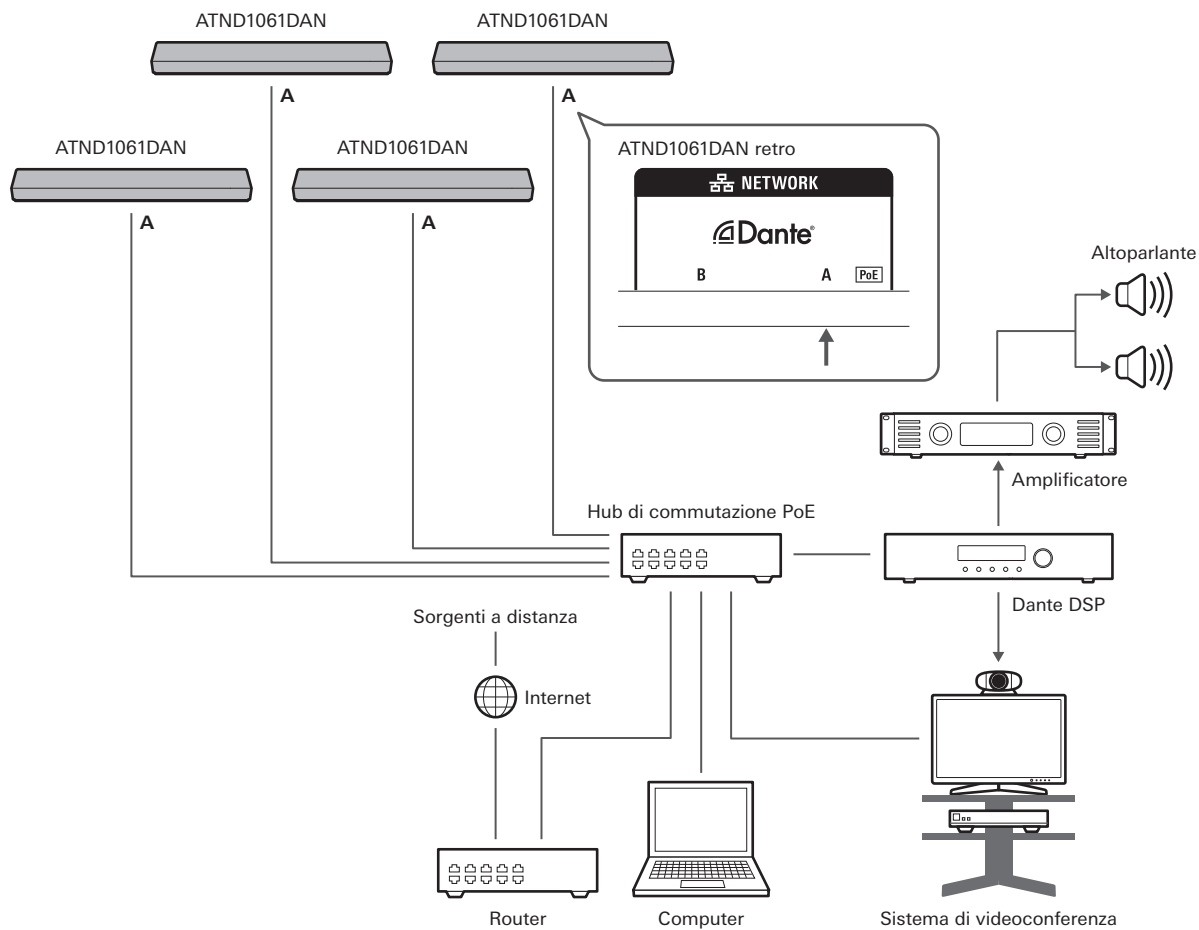 ATND1061DAN
ATND1061DAN
A
A
ATND1061DAN
ATND1061DAN
A
A
ATND1061DAN retro
NETWORK
Dante®
B
A
PoE
Altoparlante
Amplificatore
Hub di commutazione PoE
Dante DSP
Sorgenti a distanza
Internet
Router
Computer
Sistema di videoconferenza